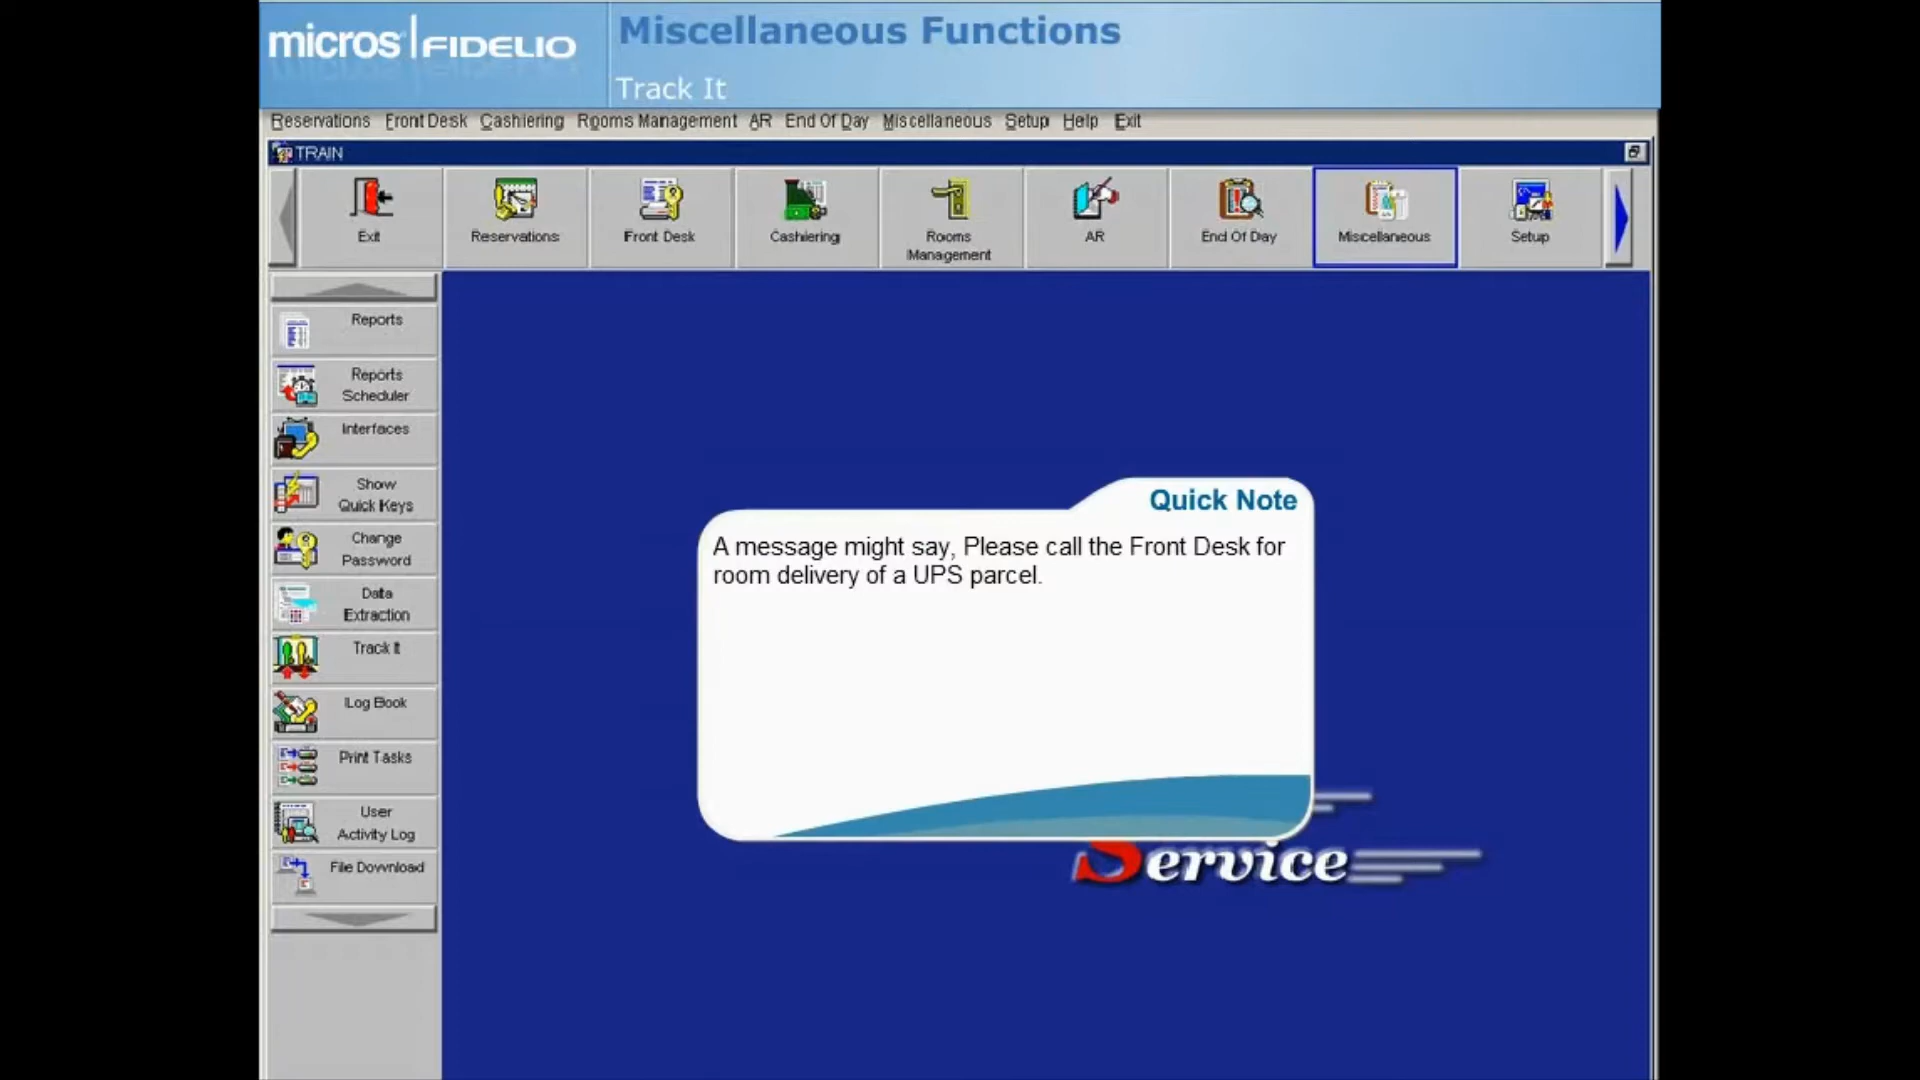 micros FIDELIO
Miscellaneous Functions
Track It
Reservations Front Desk Cashiering Rooms Management AR End Of Day Miscellaneous Setup Help Exit
TRAIN
Exit
Reservations
Front Desk
Cashiering
Rooms
Management
AR
End Of Day
Miscellaneous
Setup
Reports
Reports
Scheduler
Interfaces
Show
Quick Keys
Change
Password
Data
Extraction
Track It
Log Book
Print Tasks
User
Activity Log
File Download
Quick Note
A message might say, Please call the Front Desk for
room delivery of a UPS parcel.
Service